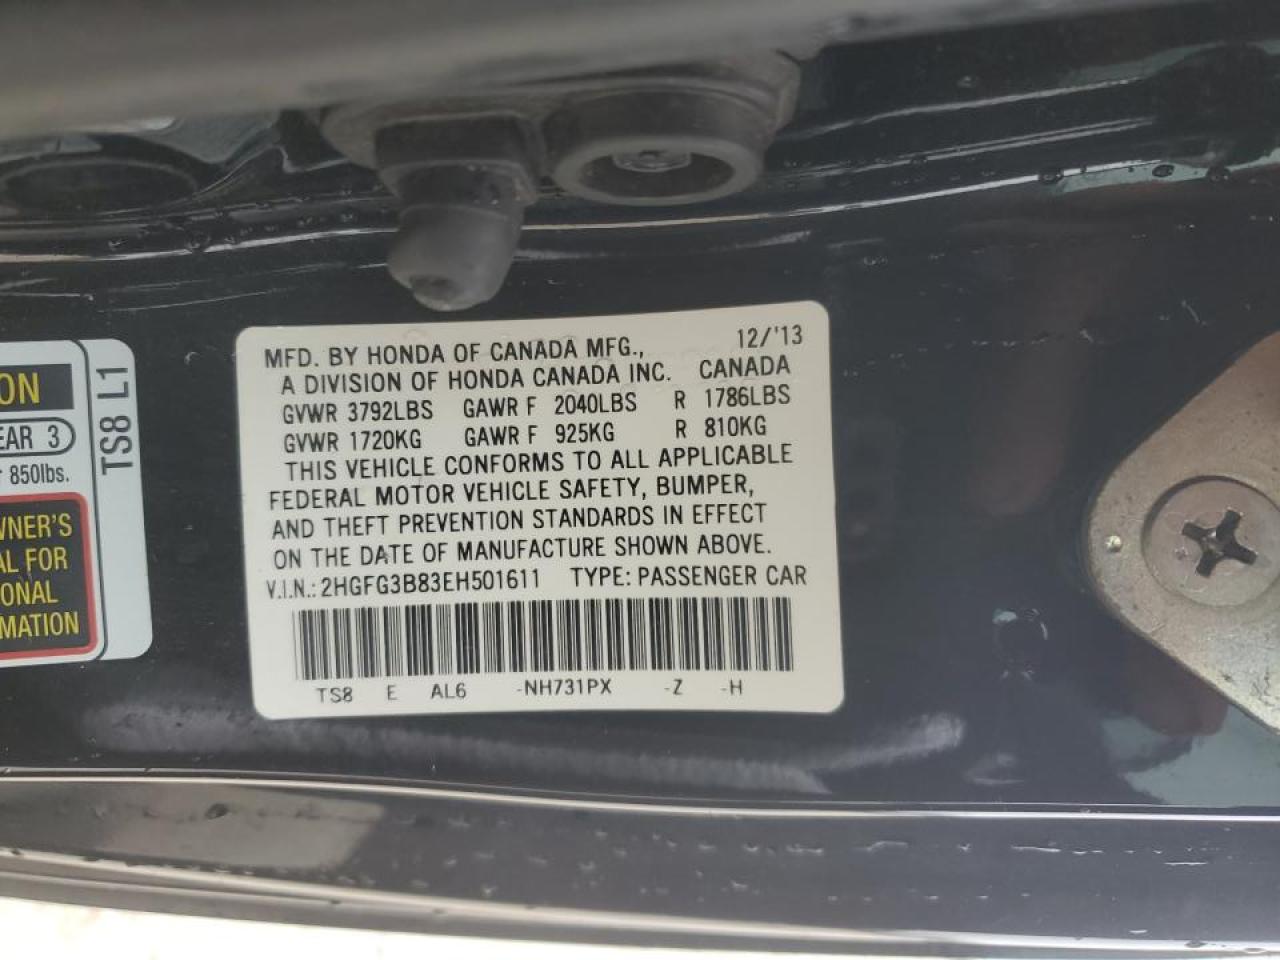 ON
EAR 3
850lbs.
WNER'S
AL FOR
ONAL
MATION
TS8 L1
12/'13
MFD. BY HONDA OF CANADA MFG.,
A DIVISION OF HONDA CANADA INC. CANADA
GVWR 3792LBS GAWR F 2040LBS R 1786LBS
GVWR 1720KG GAWR F 925KG R 810KG
THIS VEHICLE CONFORMS TO ALL APPLICABLE
FEDERAL MOTOR VEHICLE SAFETY, BUMPER,
AND THEFT PREVENTION STANDARDS IN EFFECT
ON THE DATE OF MANUFACTURE SHOWN ABOVE.
V.I.N.: 2HGFG3B83EH501611 TYPE: PASSENGER CAR
TS8 E AL6 -NH731PX -Z -H